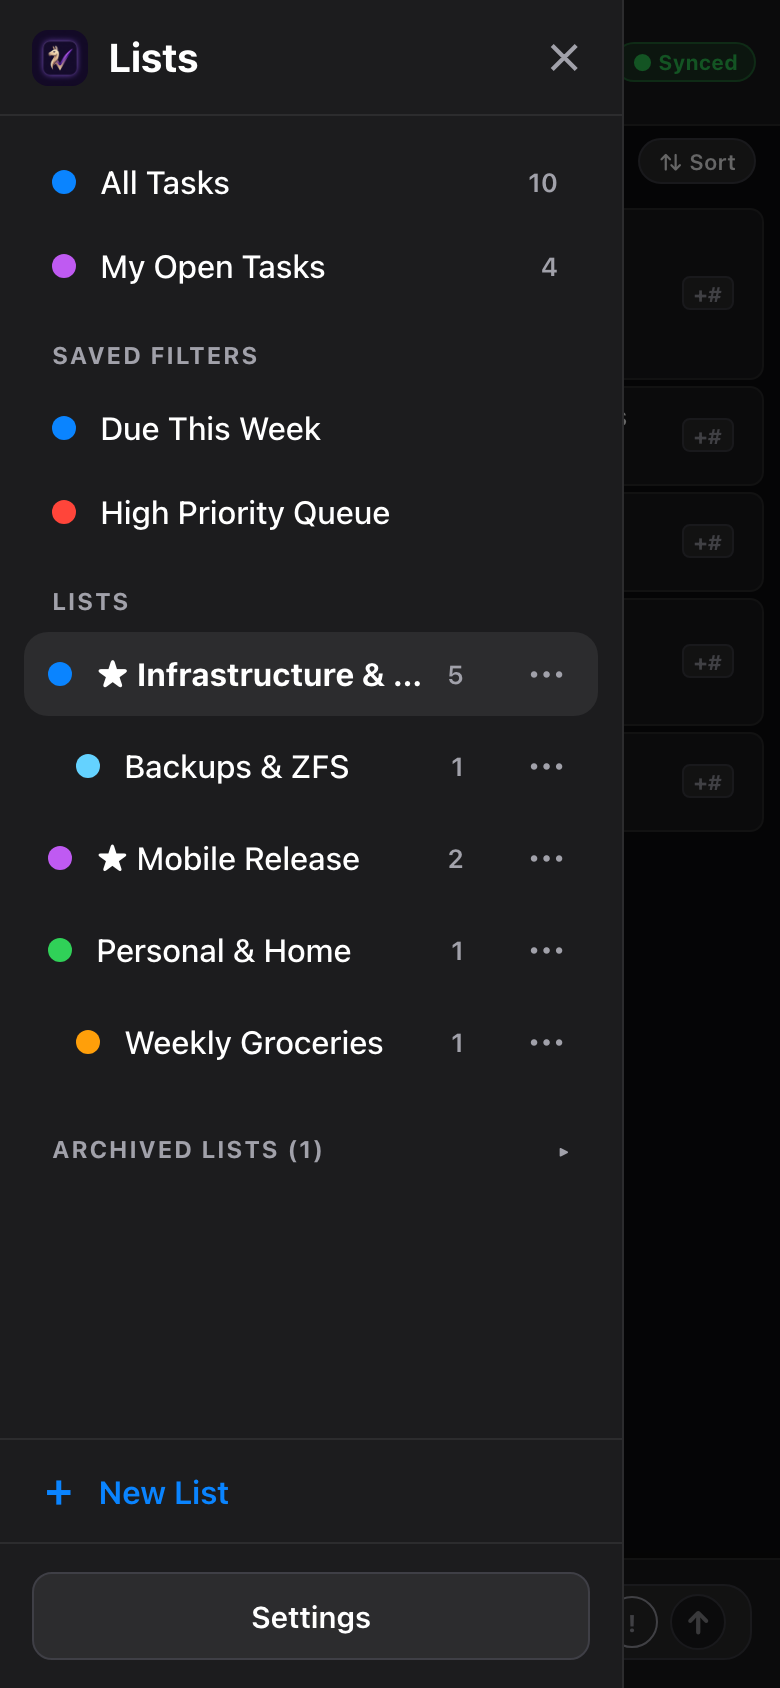 Lists
Synced
Sort
All Tasks 10
My Open Tasks 4
SAVED FILTERS
Due This Week
High Priority Queue
LISTS
★ Infrastructure & ... 5 •••
Backups & ZFS 1 •••
★ Mobile Release 2 •••
Personal & Home 1 •••
Weekly Groceries 1 •••
ARCHIVED LISTS (1)
+ New List
Settings
+#
s
+#
+#
+#
+#
!